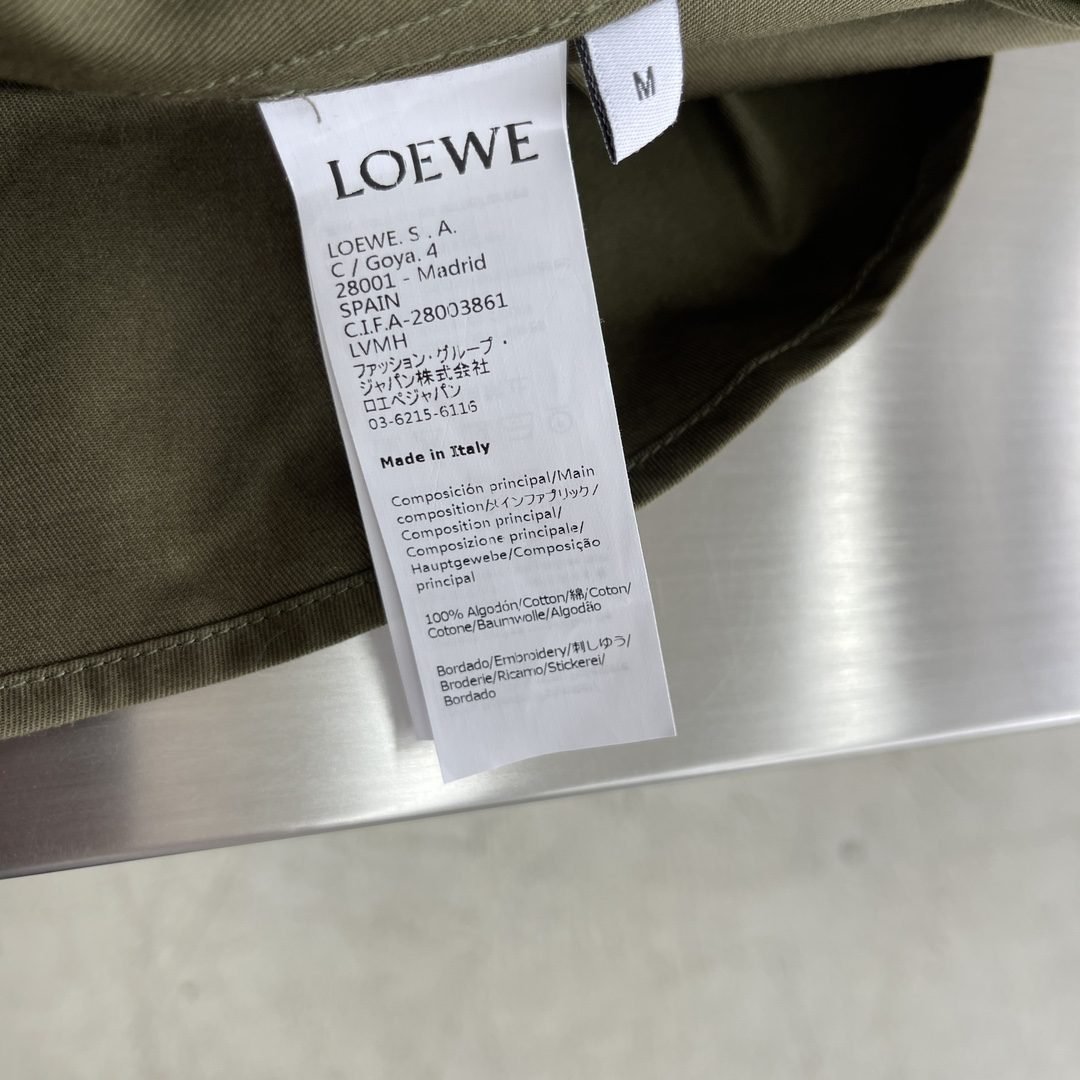 M
LOEWE
LOEWE. S . A.
C / Goya. 4
28001 - Madrid
SPAIN
C.I.F.A-28003861
LVMH
ファッション・グループ・
ジャパン株式会社
ロエベジャパン
03-6215-6116
Made in Italy
Composición principal/Main
composition/メインファブリック/
Composition principal/
Composizione principale/
Hauptgewebe/Composição
principal
100% Algodón/Cotton/綿/Coton/
Cotone/Baumwolle/Algodão
Bordado/Embroidery/刺しゆう/
Broderie/Ricamo/Stickerei/
Bordado